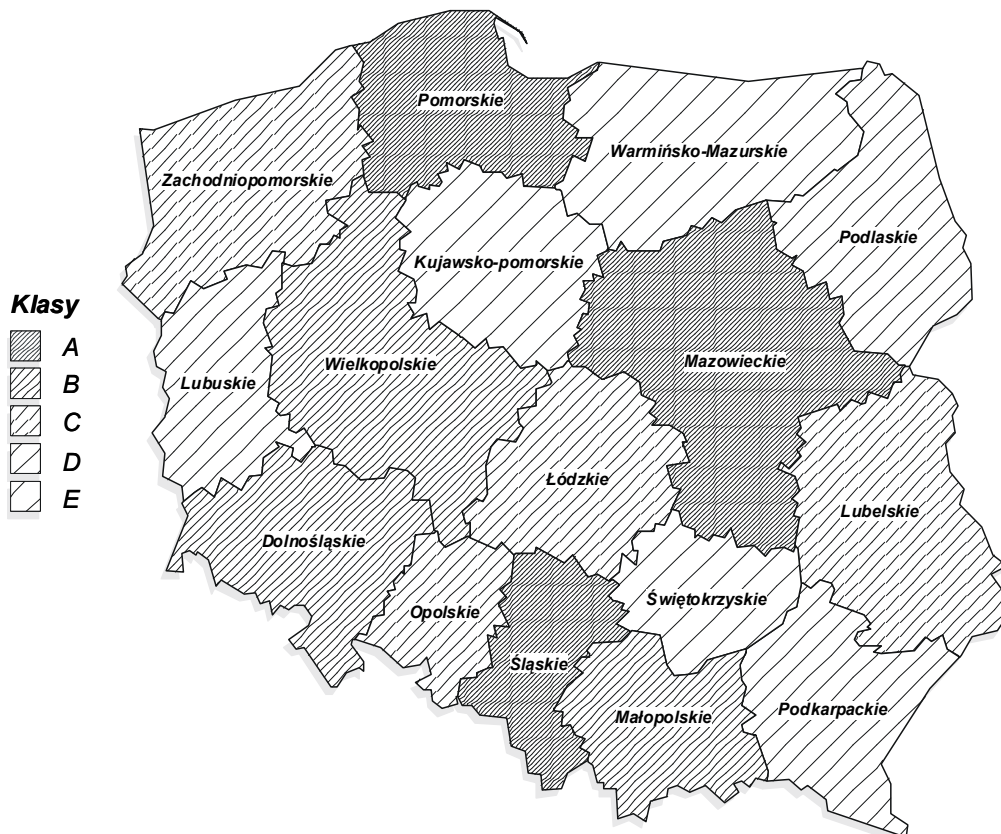 Pomorskie
Warmińsko-Mazurskie
Zachodniopomorskie
Podlaskie
Kujawsko-pomorskie
Klasy
A
B
C
D
E
Wielkopolskie
Mazowieckie
Lubuskie
Łódzkie
Lubelskie
Dolnośląskie
Świętokrzyskie
Opolskie
Śląskie
Podkarpackie
Małopolskie